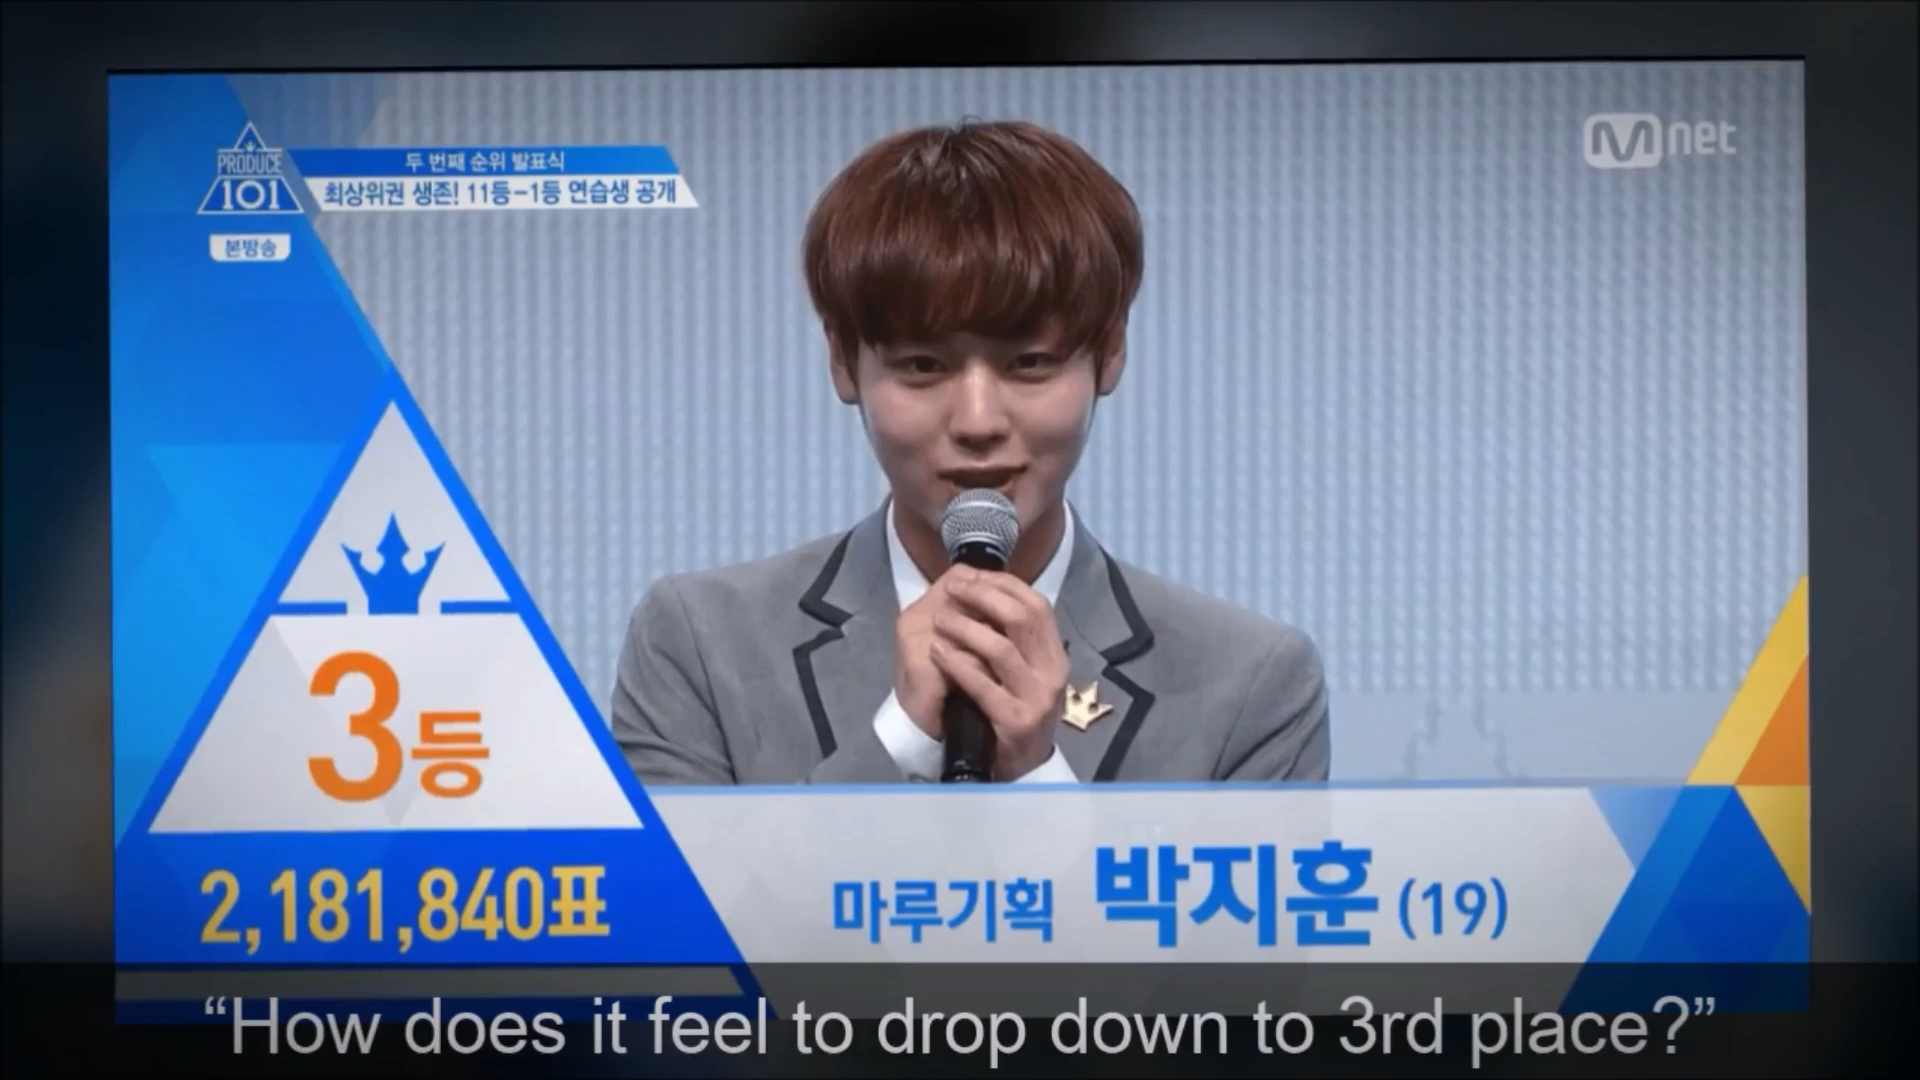 PRODUCE
101
두 번째 순위 발표식
최상위권 생존! 11등-1등 연습생 공개
본방송
Mnet
3등
2,181,840표
마루기획 박지훈 (19)
“How does it feel to drop down to 3rd place?”